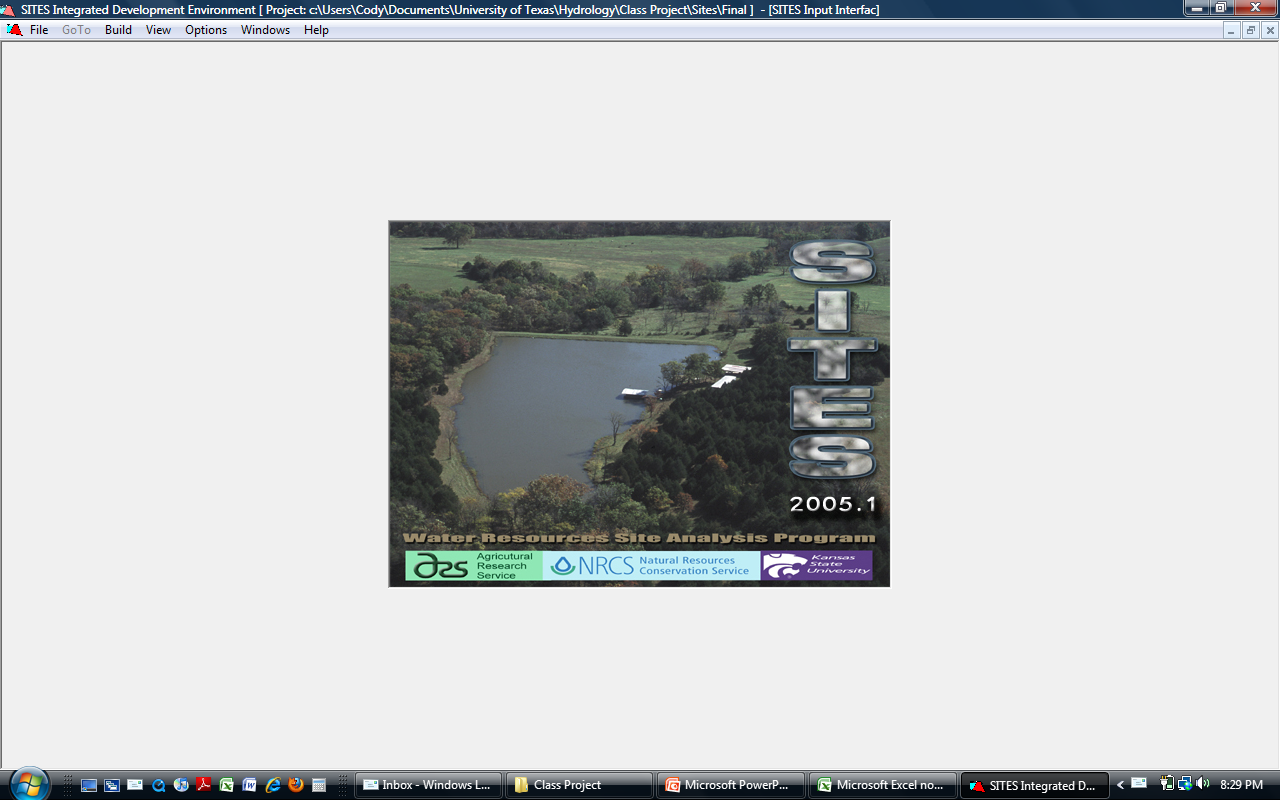 SITES Integrated Development Environment [ Project: c:\Users\Cody\Documents\University of Texas\Hydrology\Class Project\Sites\Final ]  - [SITES Input Interfac]
File GoTo Build View Options Windows Help
SITES
2005.1
Water Resources Site Analysis Program
ars
Agricutural
Research
Service
NRCS
Natural Resources
Conservation Service
Kansas
State
University
Inbox - Windows L... Class Project Microsoft PowerP... Microsoft Excel no... SITES Integrated D... 8:29 PM